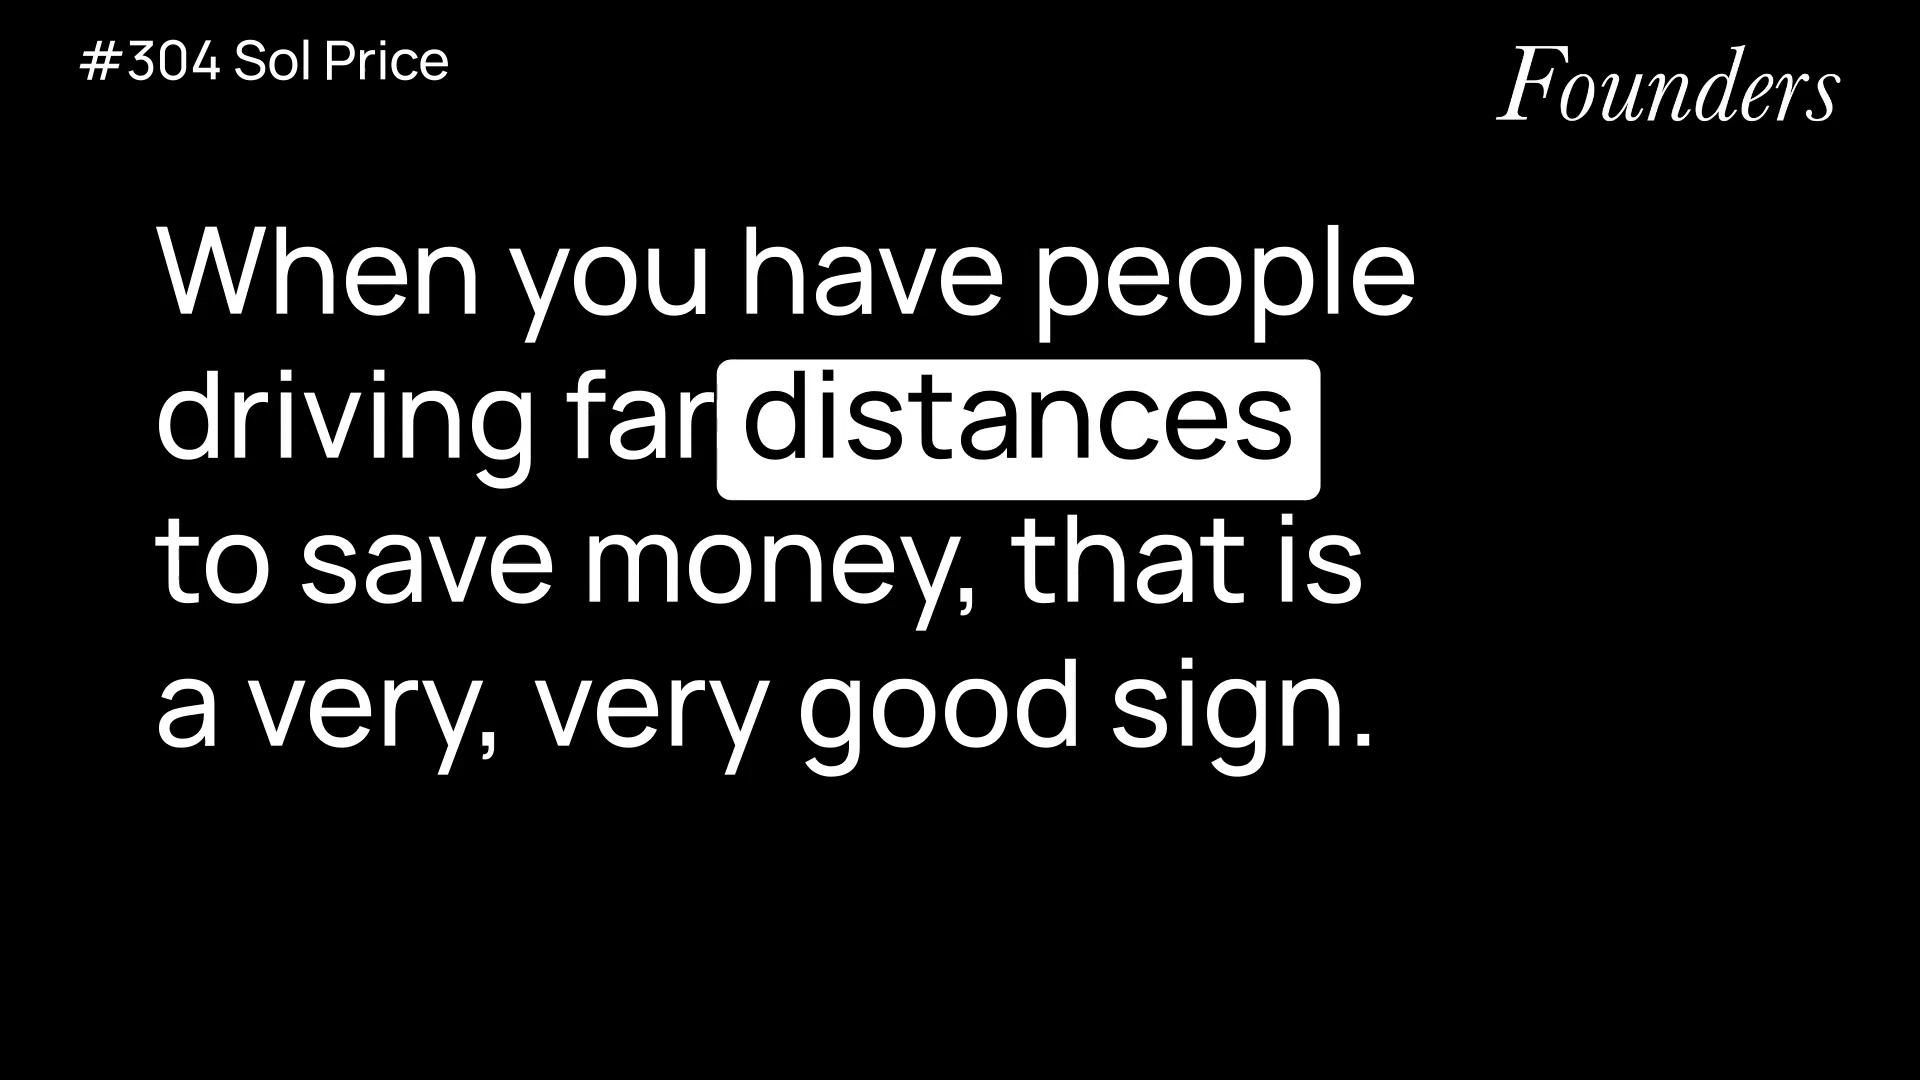 #304 Sol Price
Founders
When you have people
driving far distances
to save money, that is
a very, very good sign.